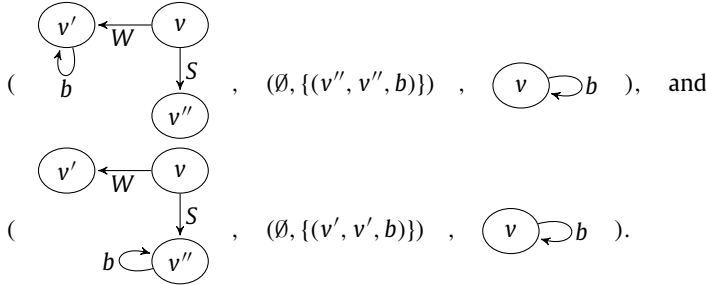 v′ W v
b S
( , (∅, {(v″, v″, b)}) , v b ), and
v″
v′ W v
S
( , (∅, {(v′, v′, b)}) , v b ).
b v″